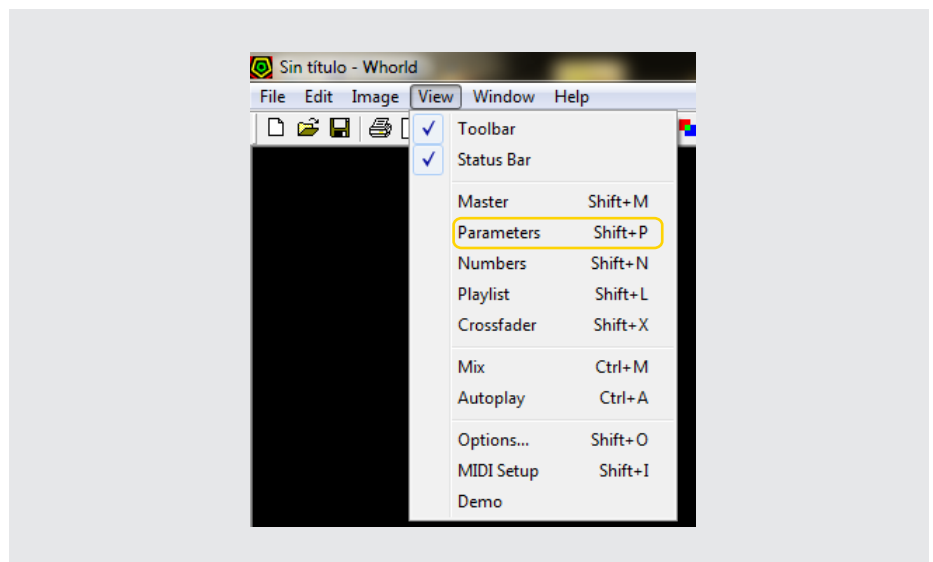 Sin título - Whorld
File Edit Image View Window Help
Toolbar
Status Bar
Master Shift+M
Parameters Shift+P
Numbers Shift+N
Playlist Shift+L
Crossfader Shift+X
Mix Ctrl+M
Autoplay Ctrl+A
Options... Shift+O
MIDI Setup Shift+I
Demo